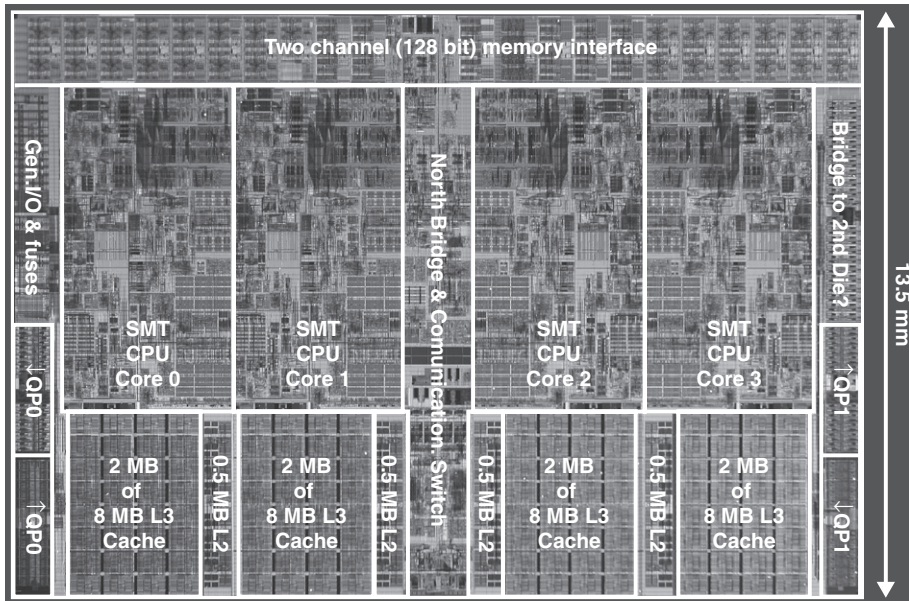 Two channel (128 bit) memory interface
Gen.I/O & fuses
SMT
CPU
Core 0
SMT
CPU
Core 1
North Bridge & Comunication. Switch
SMT
CPU
Core 2
SMT
CPU
Core 3
Bridge to 2nd Die?
13.5 mm
↓QP0
↑QP1
↑QP0
2 MB
of
8 MB L3
Cache
0.5 MB L2
2 MB
of
8 MB L3
Cache
0.5 MB L2
0.5 MB L2
2 MB
of
8 MB L3
Cache
0.5 MB L2
2 MB
of
8 MB L3
Cache
↓QP1